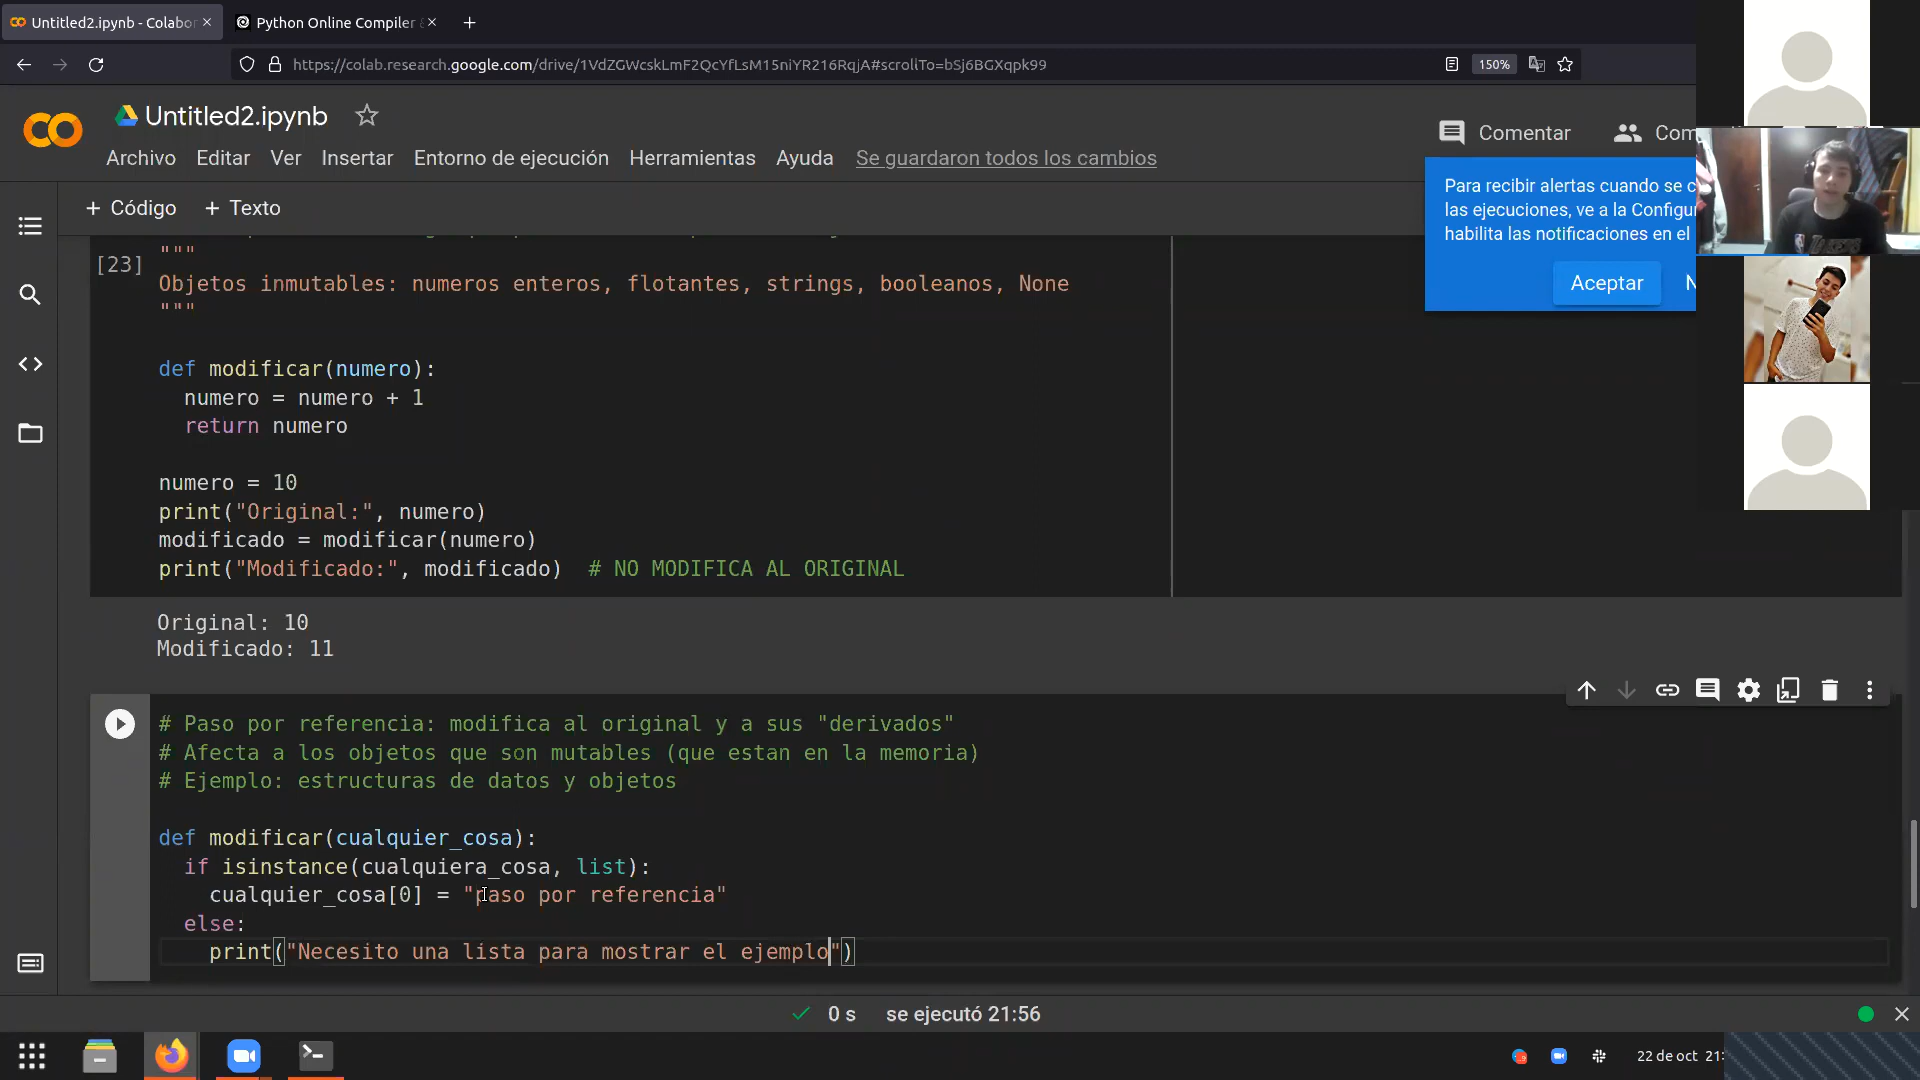 Untitled2.ipynb - Colabor
Python Online Compiler &
https://colab.research.google.com/drive/1VdZGWcskLmF2QcYfLsM15niYR216RqjA#scrollTo=bSj6BGXqpk99
150%
Untitled2.ipynb
Comentar
Com
Archivo Editar Ver Insertar Entorno de ejecución Herramientas Ayuda Se guardaron todos los cambios
Para recibir alertas cuando se c
las ejecuciones, ve a la Configu
habilita las notificaciones en el
Aceptar
N
+ Código + Texto
[23]
"""
Objetos inmutables: numeros enteros, flotantes, strings, booleanos, None
"""
def modificar(numero):
numero = numero + 1
return numero
numero = 10
print("Original:", numero)
modificado = modificar(numero)
print("Modificado:", modificado) # NO MODIFICA AL ORIGINAL
Original: 10
Modificado: 11
# Paso por referencia: modifica al original y a sus "derivados"
# Afecta a los objetos que son mutables (que estan en la memoria)
# Ejemplo: estructuras de datos y objetos
def modificar(cualquier_cosa):
if isinstance(cualquiera_cosa, list):
cualquier_cosa[0] = "paso por referencia"
else:
print("Necesito una lista para mostrar el ejemplo")
0 s se ejecutó 21:56
22 de oct 21: